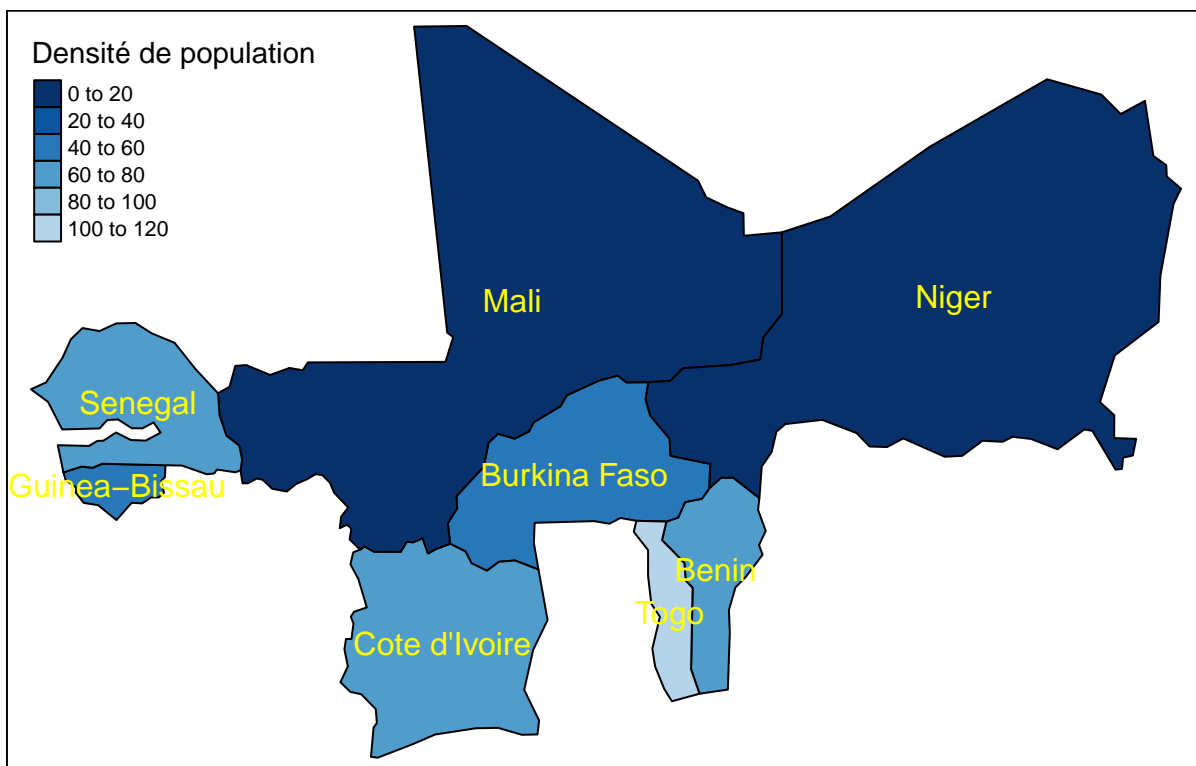 Densité de population
0 to 20
20 to 40
40 to 60
60 to 80
80 to 100
100 to 120
Mali
Niger
Senegal
Burkina Faso
Guinea−Bissau
Benin
Togo
Cote d'Ivoire